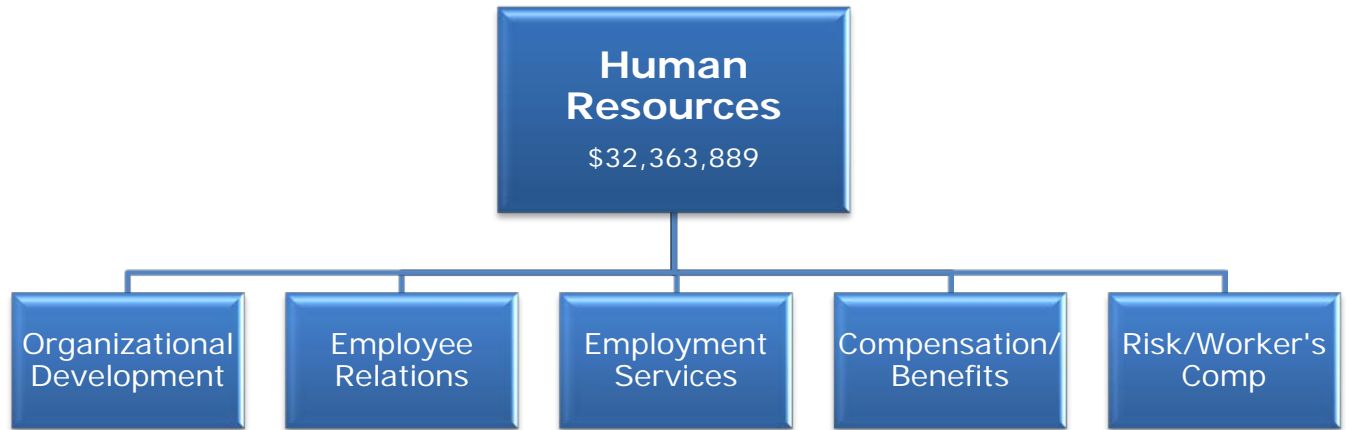 Human
Resources
$32,363,889
Organizational
Development
Employee
Relations
Employment
Services
Compensation/
Benefits
Risk/Worker's
Comp